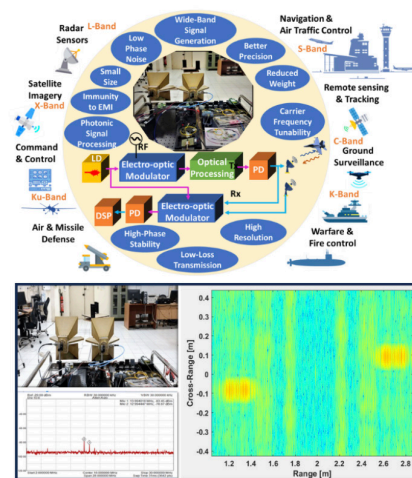 Radar
Sensors
L-Band
Wide-Band
Signal
Generation
Low
Phase
Noise
Better
Precision
Navigation &
Air Traffic Control
S-Band
Small
Size
Reduced
Weight
Satellite
Imagery
X-Band
Immunity
to EMI
Carrier
Frequency
Tunability
Remote sensing
& Tracking
Photonic
Signal
Processing
RF
C-Band
Command
& Control
LD
Electro-optic
Modulator
Optical
Processing
PD
Ground
Surveillance
Rx
Ku-Band
DSP
PD
Electro-optic
Modulator
K-Band
Air & Missile
Defense
High-Phase
Stability
High
Resolution
Low-Loss
Transmission
Warfare &
Fire control
Cross-Range [m]
0.4
0.3
0.2
0.1
0
-0.1
-0.2
-0.3
-0.4
1.2 1.4 1.6 1.8 2 2.2 2.4 2.6 2.8
Range [m]